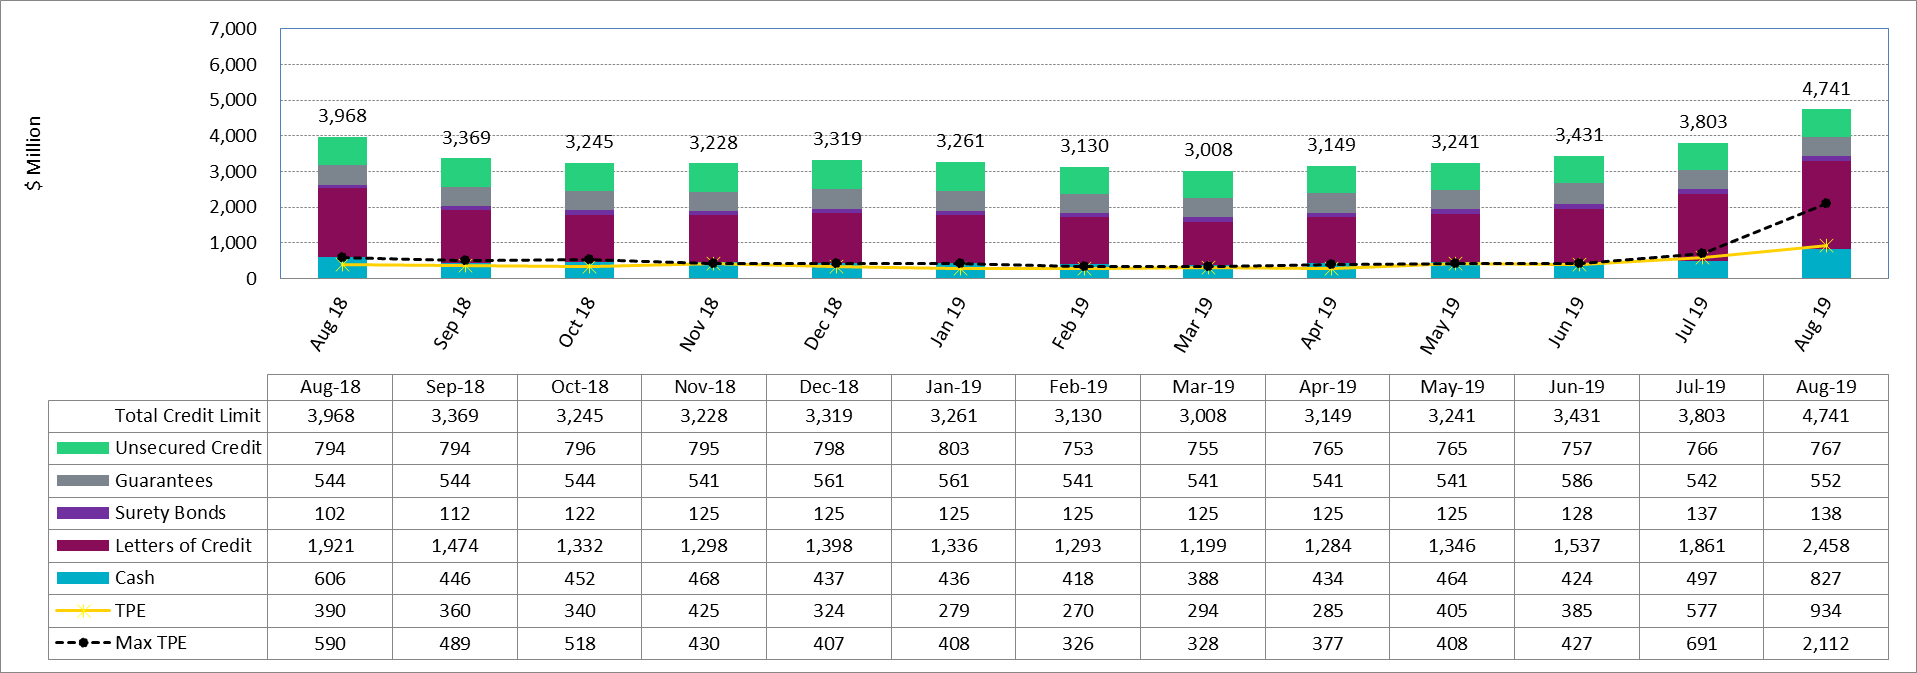 7,000
6,000
5,000
4,000
3,000
2,000
1,000
0
$ Million
3,968
3,369
3,245
3,228
3,319
3,261
3,130
3,008
3,149
3,241
3,431
3,803
4,741
Aug 18
Sep 18
Oct 18
Nov 18
Dec 18
Jan 19
Feb 19
Mar 19
Apr 19
May 19
Jun 19
Jul 19
Aug 19
Aug-18 Sep-18 Oct-18 Nov-18 Dec-18 Jan-19 Feb-19 Mar-19 Apr-19 May-19 Jun-19 Jul-19 Aug-19
Total Credit Limit 3,968 3,369 3,245 3,228 3,319 3,261 3,130 3,008 3,149 3,241 3,431 3,803 4,741
Unsecured Credit 794 794 796 795 798 803 753 755 765 765 757 766 767
Guarantees 544 544 544 541 561 561 541 541 541 541 586 542 552
Surety Bonds 102 112 122 125 125 125 125 125 125 125 128 137 138
Letters of Credit 1,921 1,474 1,332 1,298 1,398 1,336 1,293 1,199 1,284 1,346 1,537 1,861 2,458
Cash 606 446 452 468 437 436 418 388 434 464 424 497 827
TPE 390 360 340 425 324 279 270 294 285 405 385 577 934
Max TPE 590 489 518 430 407 408 326 328 377 408 427 691 2,112